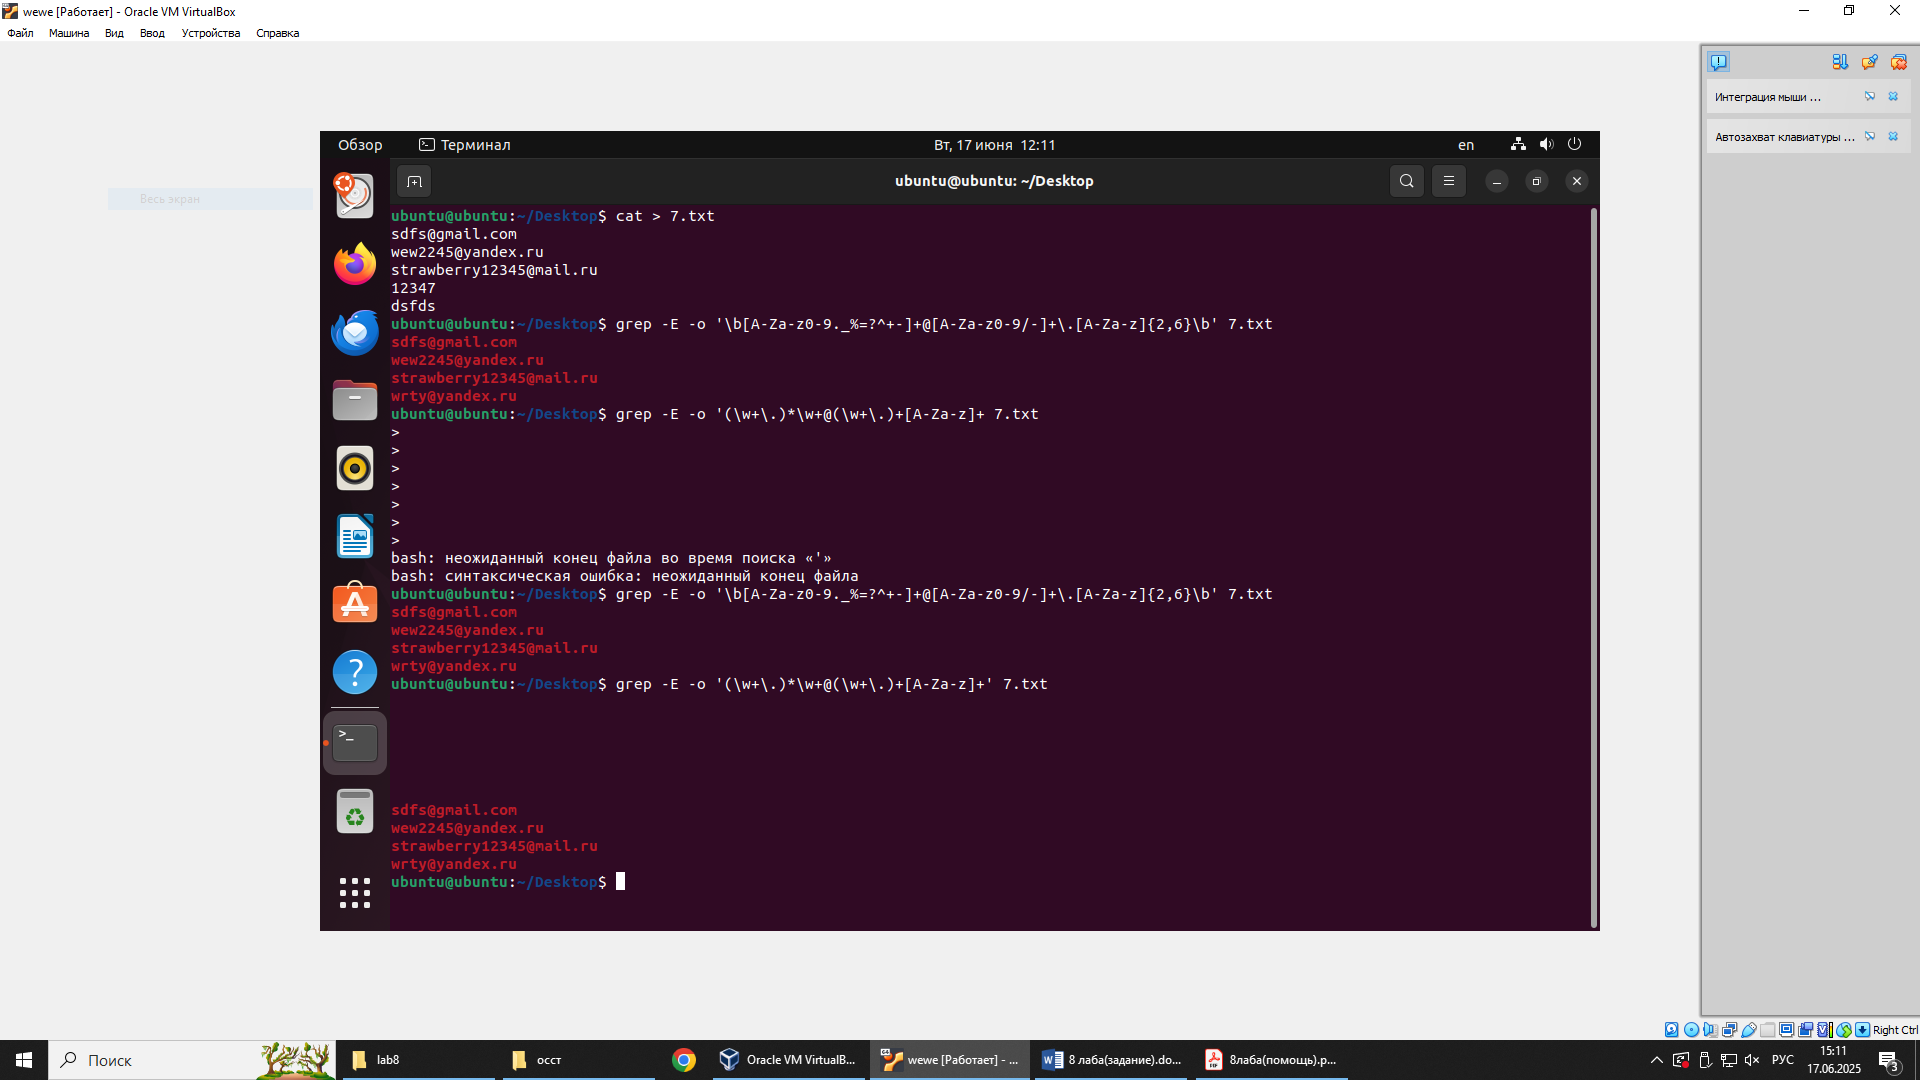 wewe [Работает] - Oracle VM VirtualBox
Файл Машина Вид Ввод Устройства Справка
Интеграция мыши ...
Автозахват клавиатуры ...
Весь экран
Обзор Терминал Вт, 17 июня 12:11 en
ubuntu@ubuntu: ~/Desktop
ubuntu@ubuntu:~/Desktop$ cat > 7.txt
sdfs@gmail.com
wew2245@yandex.ru
strawberry12345@mail.ru
12347
dsfds
ubuntu@ubuntu:~/Desktop$ grep -E -o '\b[A-Za-z0-9._%=?^+-]+@[A-Za-z0-9/-]+\.[A-Za-z]{2,6}\b' 7.txt
sdfs@gmail.com
wew2245@yandex.ru
strawberry12345@mail.ru
wrty@yandex.ru
ubuntu@ubuntu:~/Desktop$ grep -E -o '(\w+\.)*\w+@(\w+\.)+[A-Za-z]+ 7.txt
>
>
>
>
>
>
>
bash: неожиданный конец файла во время поиска «'»
bash: синтаксическая ошибка: неожиданный конец файла
ubuntu@ubuntu:~/Desktop$ grep -E -o '\b[A-Za-z0-9._%=?^+-]+@[A-Za-z0-9/-]+\.[A-Za-z]{2,6}\b' 7.txt
sdfs@gmail.com
wew2245@yandex.ru
strawberry12345@mail.ru
wrty@yandex.ru
ubuntu@ubuntu:~/Desktop$ grep -E -o '(\w+\.)*\w+@(\w+\.)+[A-Za-z]+' 7.txt
sdfs@gmail.com
wew2245@yandex.ru
strawberry12345@mail.ru
wrty@yandex.ru
ubuntu@ubuntu:~/Desktop$
Right Ctrl
Поиск
lab8
осст
Oracle VM VirtualB...
wewe [Работает] - ...
8 лаба(задание).do...
8лаба(помощь).p...
РУС
15:11
17.06.2025
3